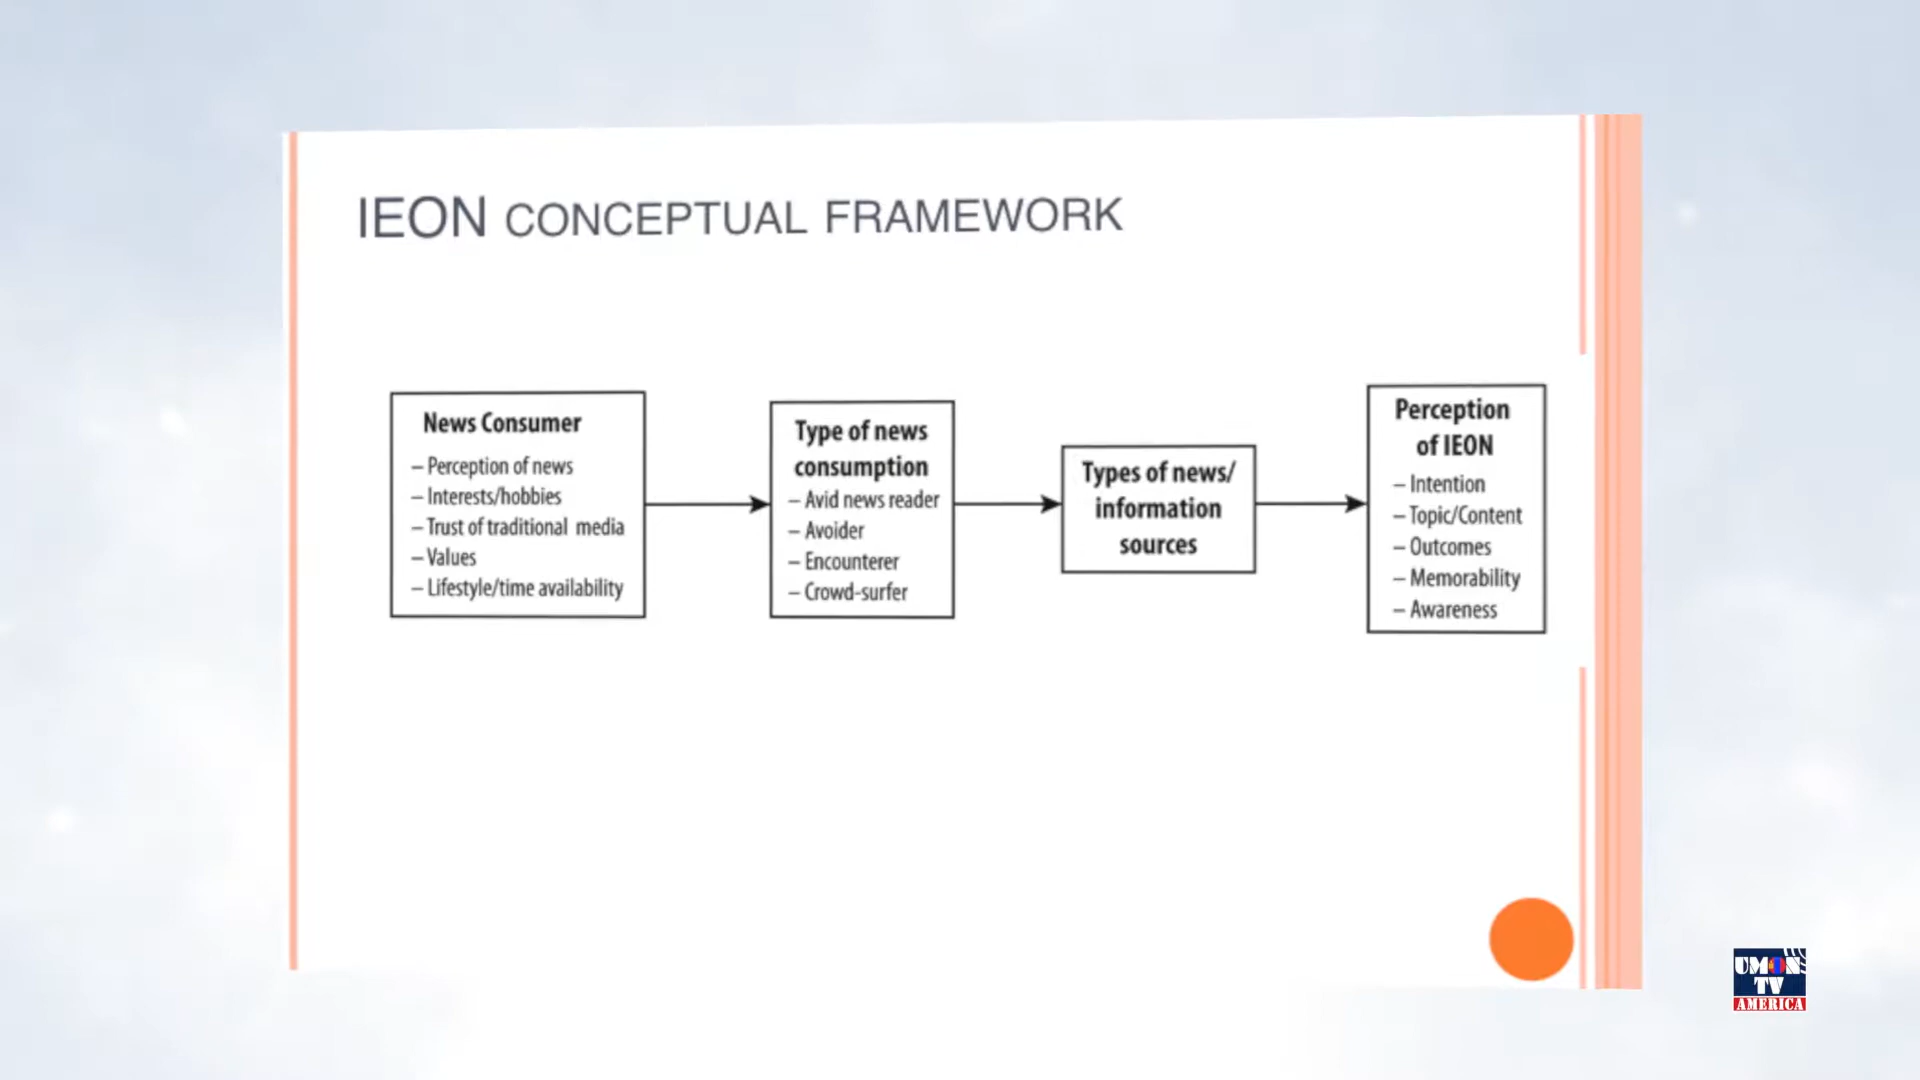 IEON CONCEPTUAL FRAMEWORK
News Consumer
– Perception of news
– Interests/hobbies
– Trust of traditional media
– Values
– Lifestyle/time availability
Type of news
consumption
– Avid news reader
– Avoider
– Encounterer
– Crowd-surfer
Types of news/
information
sources
Perception
of IEON
– Intention
– Topic/Content
– Outcomes
– Memorability
– Awareness
UMON
TV
AMERICA